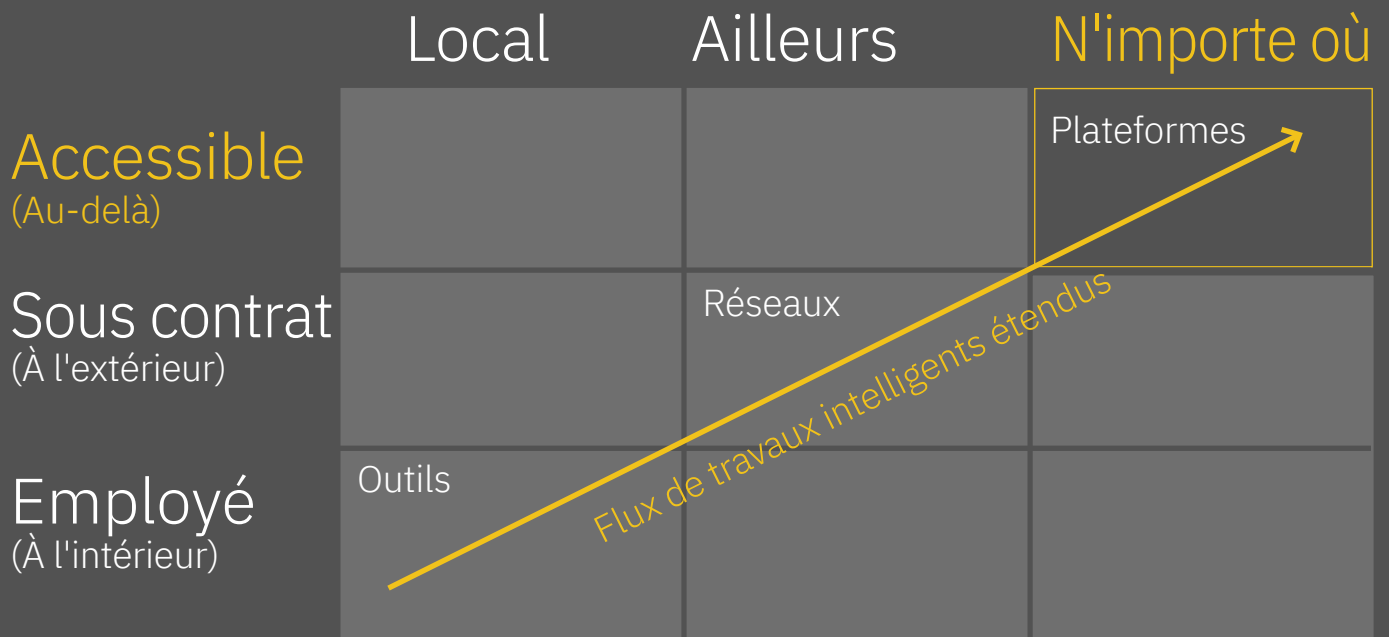 Local
Ailleurs
N'importe où
Accessible
(Au-delà)
Plateformes
Sous contrat
(À l'extérieur)
Réseaux
Flux de travaux intelligents étendus
Employé
(À l'intérieur)
Outils